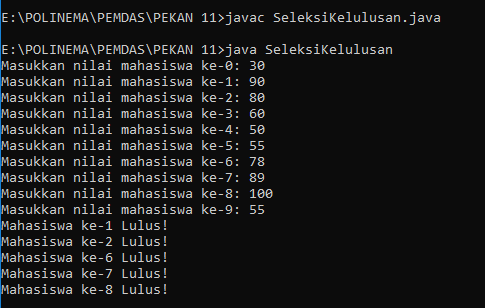 E:\POLINEMA\PEMDAS\PEKAN 11>javac SeleksiKelulusan.java
E:\POLINEMA\PEMDAS\PEKAN 11>java SeleksiKelulusan
Masukkan nilai mahasiswa ke-0: 30
Masukkan nilai mahasiswa ke-1: 90
Masukkan nilai mahasiswa ke-2: 80
Masukkan nilai mahasiswa ke-3: 60
Masukkan nilai mahasiswa ke-4: 50
Masukkan nilai mahasiswa ke-5: 55
Masukkan nilai mahasiswa ke-6: 78
Masukkan nilai mahasiswa ke-7: 89
Masukkan nilai mahasiswa ke-8: 100
Masukkan nilai mahasiswa ke-9: 55
Mahasiswa ke-1 Lulus!
Mahasiswa ke-2 Lulus!
Mahasiswa ke-6 Lulus!
Mahasiswa ke-7 Lulus!
Mahasiswa ke-8 Lulus!